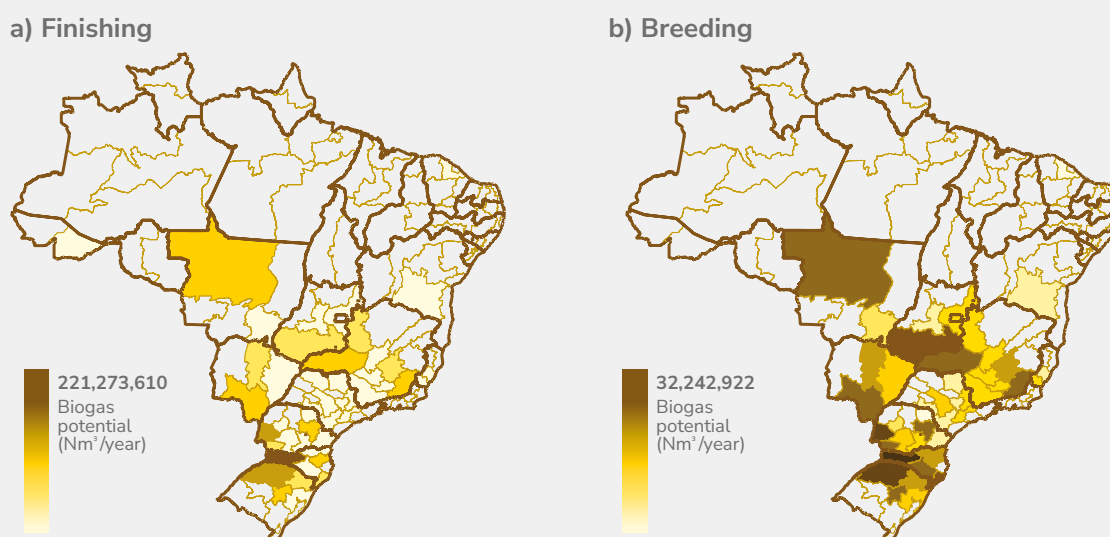 a) Finishing
b) Breeding
221,273,610
Biogas
potential
(Nm³/year)
32,242,922
Biogas
potential
(Nm³/year)